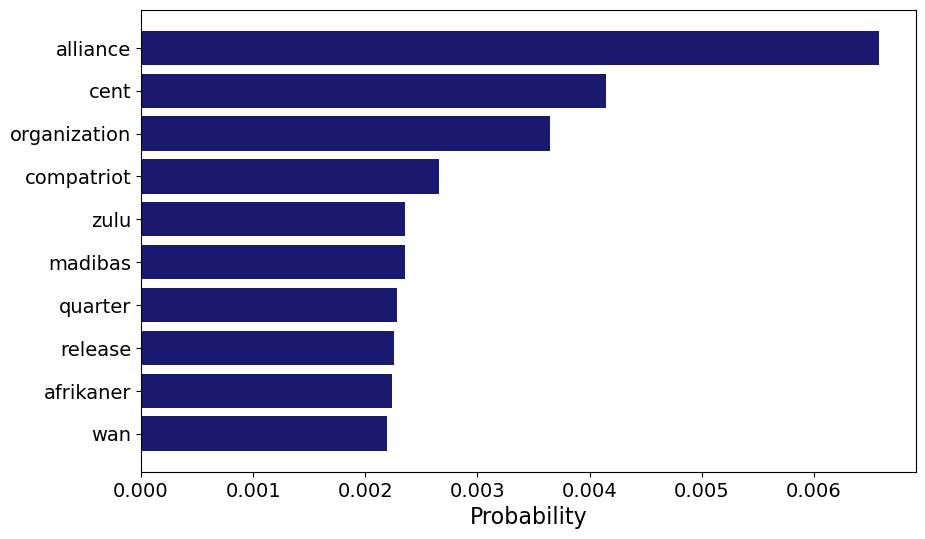 alliance
cent
organization
compatriot
zulu
madibas
quarter
release
afrikaner
wan
0.000 0.001 0.002 0.003 0.004 0.005 0.006
Probability